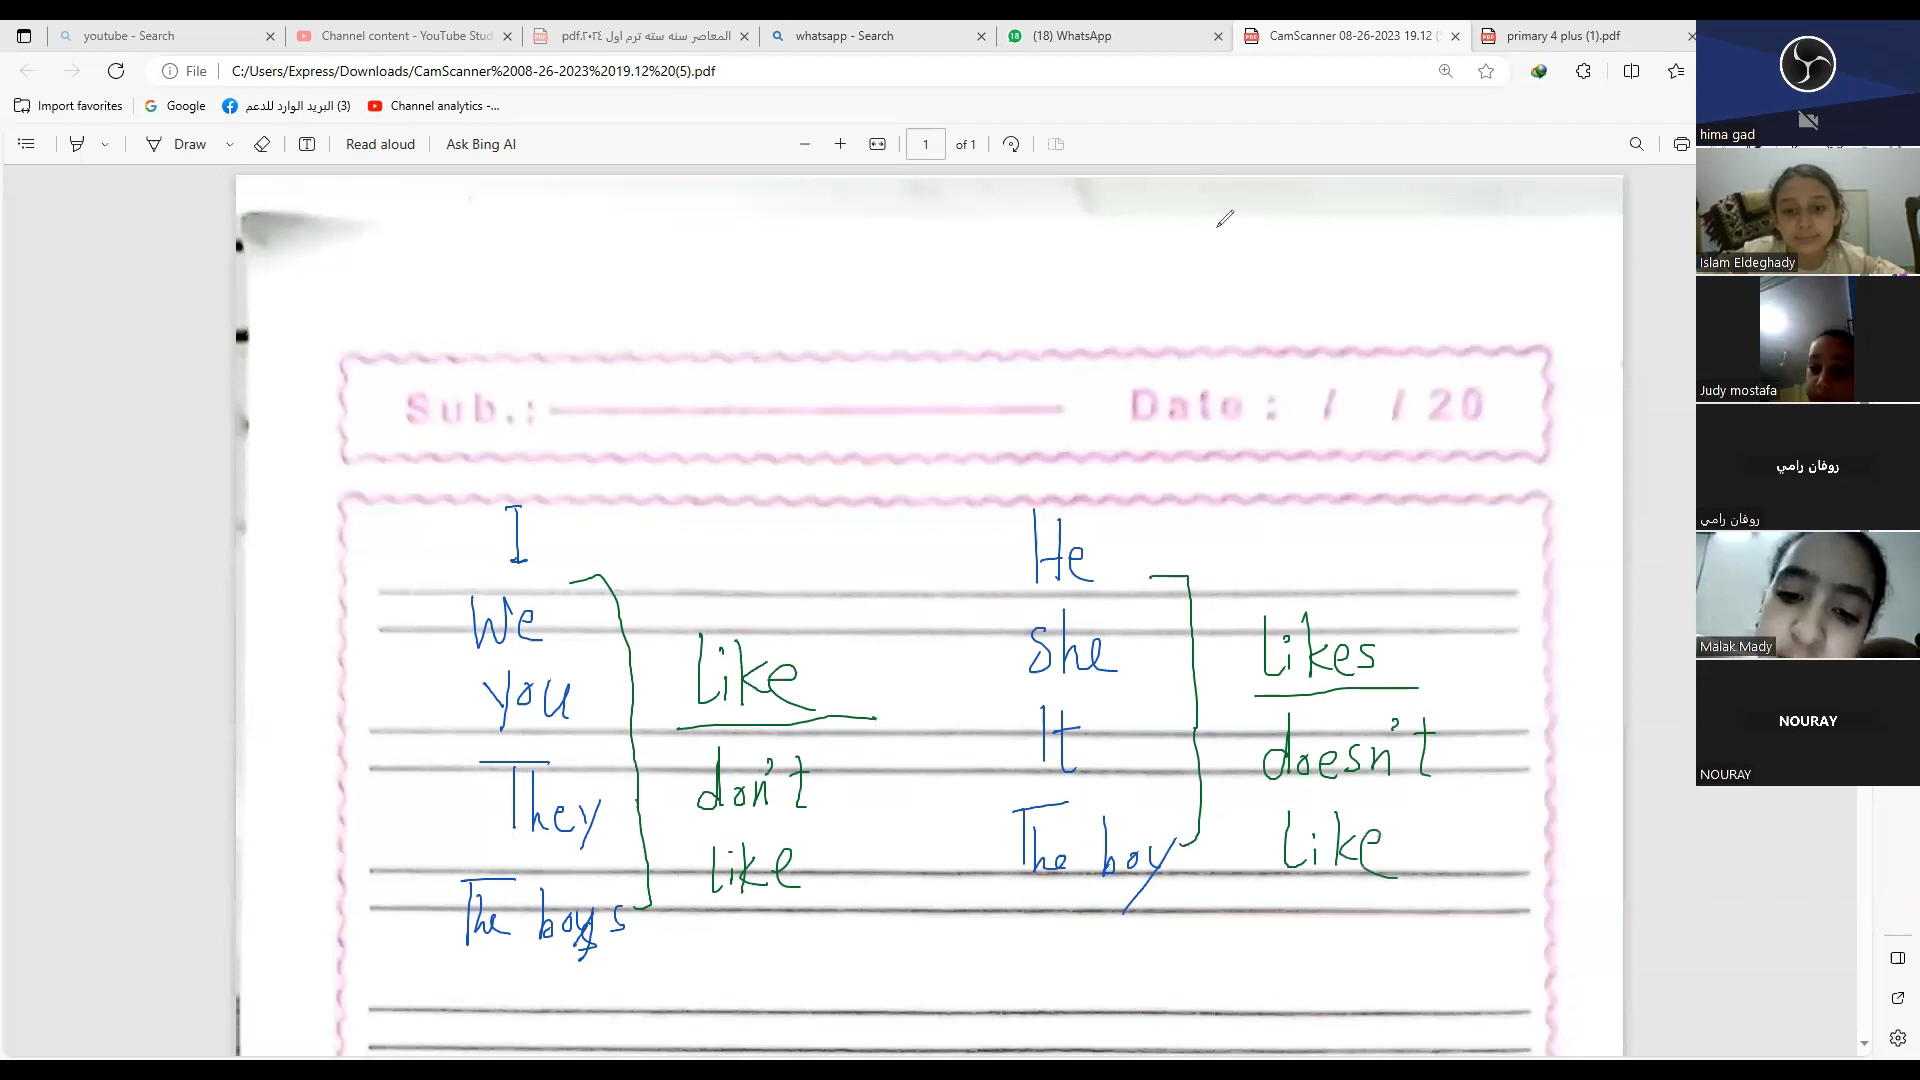 youtube - Search
Channel content - YouTube Stud
المعاصر سنه سته ترم اول ٢٠٢٤.pdf
whatsapp - Search
(18) WhatsApp
CamScanner 08-26-2023 19.12 (
primary 4 plus (1).pdf
File
C:/Users/Express/Downloads/CamScanner%2008-26-2023%2019.12%20(5).pdf
Import favorites
Google
(3) البريد الوارد للدعم
Channel analytics -...
Draw
Read aloud
Ask Bing AI
1 of 1
Sub.:
Date: / / 20
I
We
you
They
The boys
like
don't
like
He
She
It
The boy
likes
doesn't
like
hima gad
Islam Eldeghady
Judy mostafa
روفان رامي
روفان رامي
Malak Mady
NOURAY
NOURAY